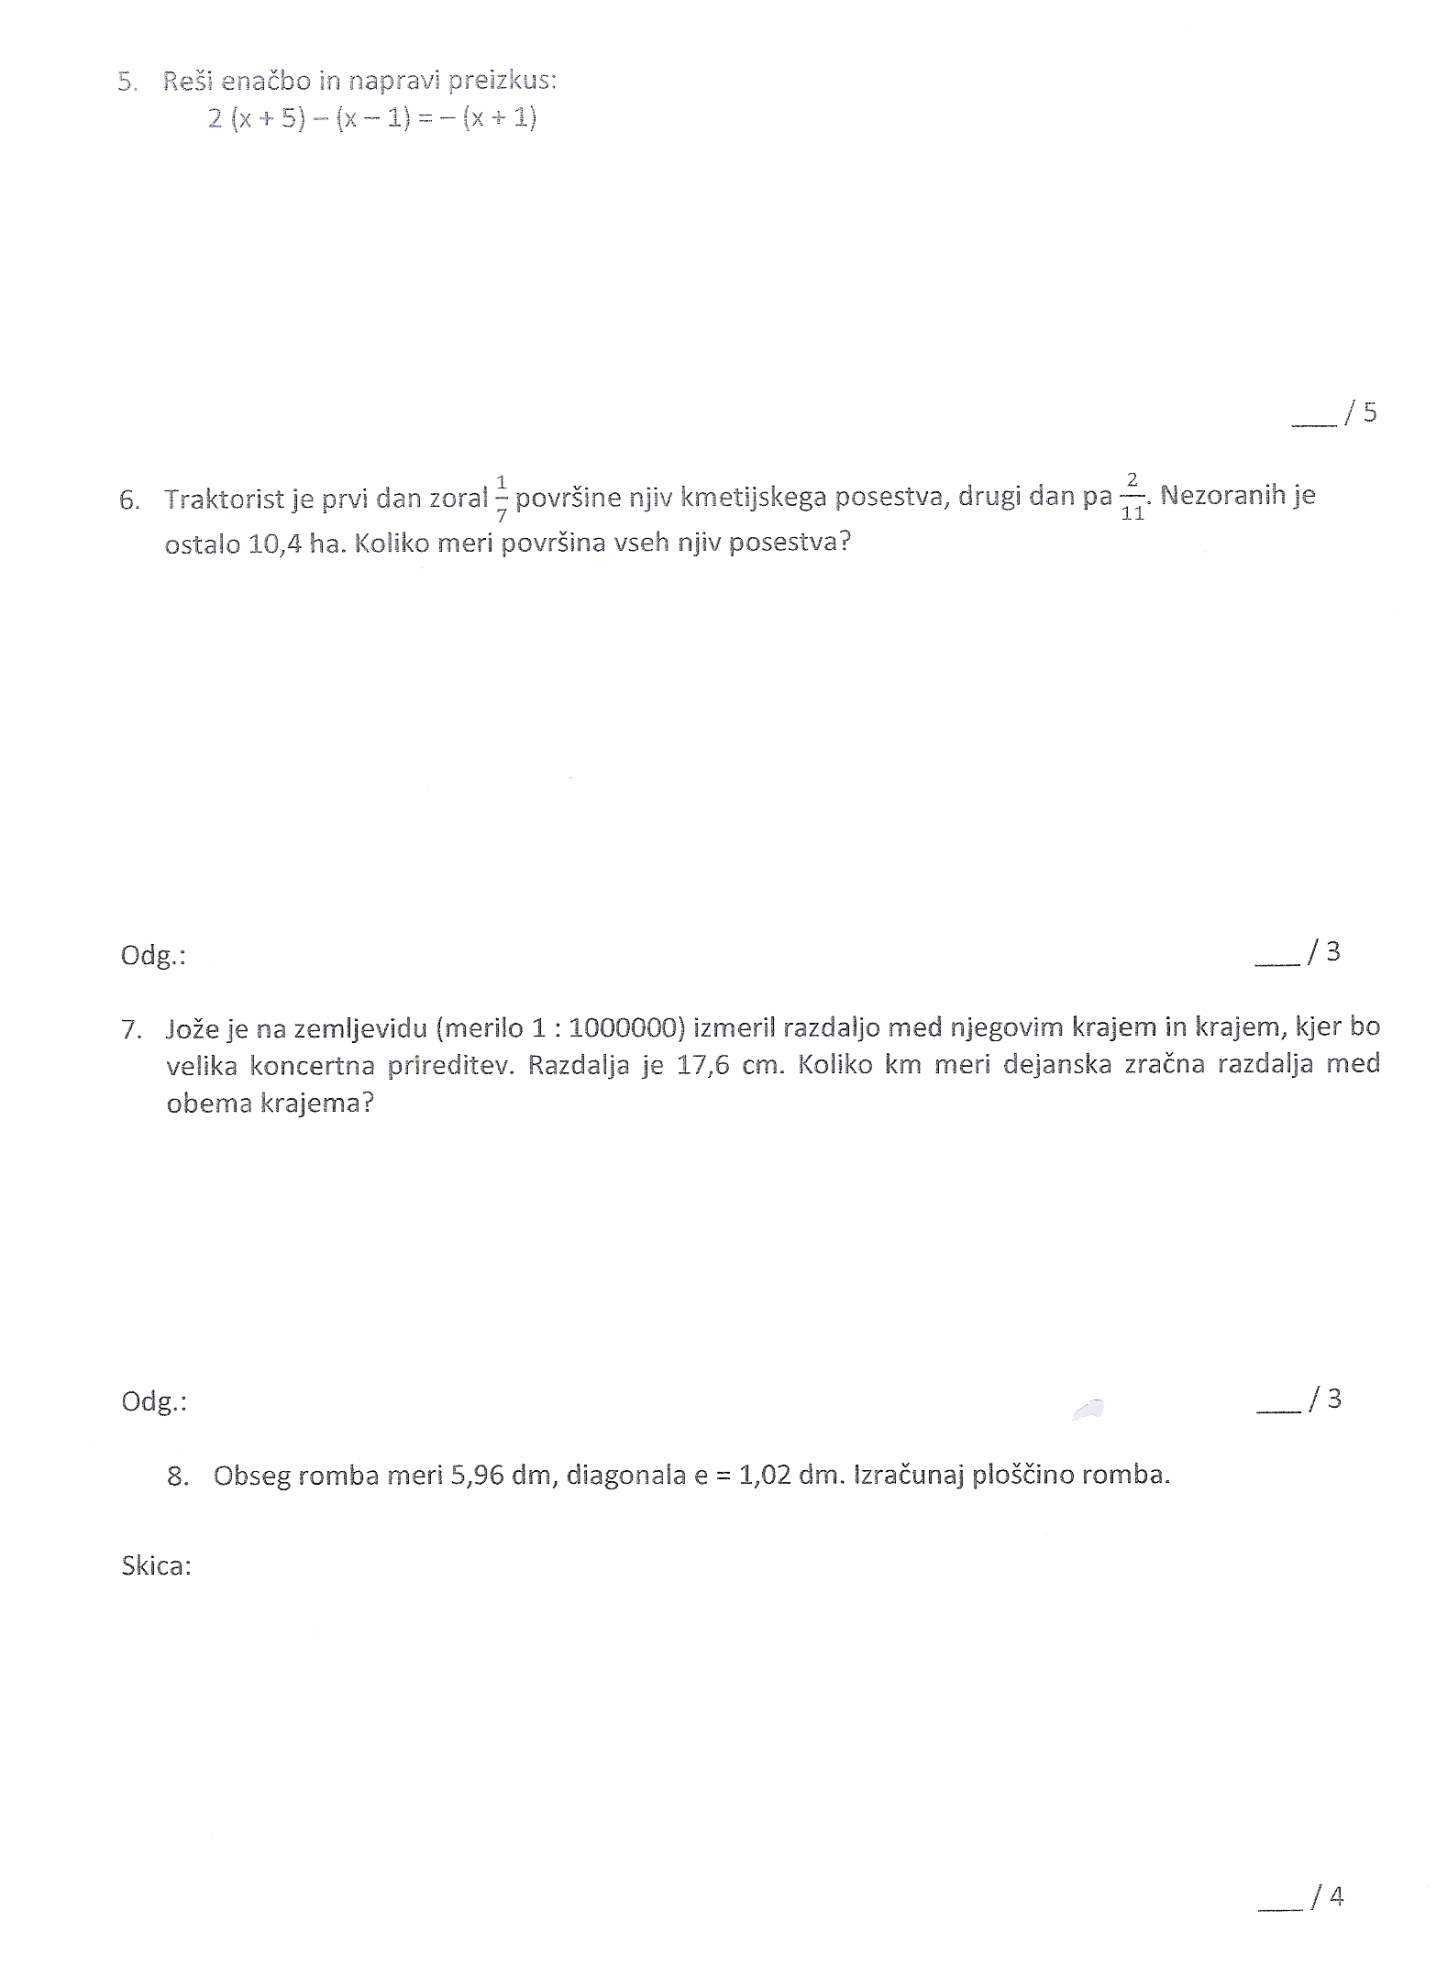 5. Reši enačbo in napravi preizkus:
2 (x + 5) – (x – 1) = – (x + 1)
___ / 5
6. Traktorist je prvi dan zoral 1/7 površine njiv kmetijskega posestva, drugi dan pa 2/11. Nezoranih je
ostalo 10,4 ha. Koliko meri površina vseh njiv posestva?
Odg.: ___ / 3
7. Jože je na zemljevidu (merilo 1 : 1000000) izmeril razdaljo med njegovim krajem in krajem, kjer bo
velika koncertna prireditev. Razdalja je 17,6 cm. Koliko km meri dejanska zračna razdalja med
obema krajema?
Odg.: ___ / 3
8. Obseg romba meri 5,96 dm, diagonala e = 1,02 dm. Izračunaj ploščino romba.
Skica:
___ / 4